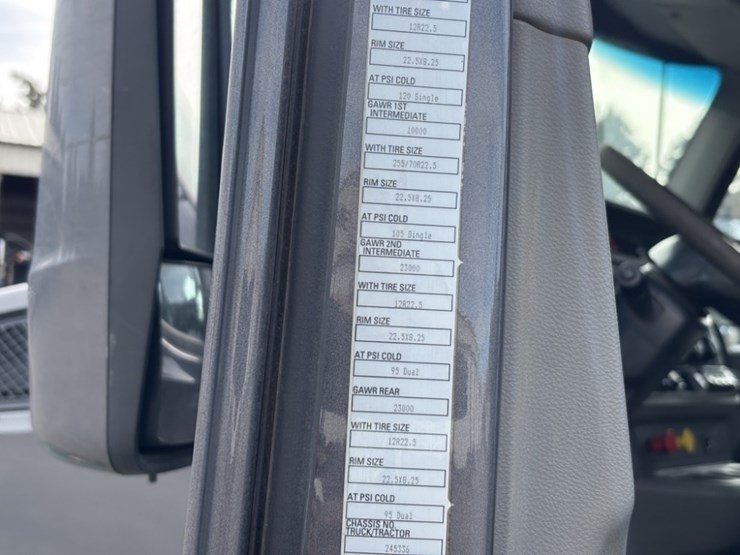 WITH TIRE SIZE
12R22.5
RIM SIZE
22.5X8.25
AT PSI COLD
120 Single
GAWR 1ST
INTERMEDIATE
10000
WITH TIRE SIZE
255/70R22.5
RIM SIZE
22.5X8.25
AT PSI COLD
105 Single
GAWR 2ND
INTERMEDIATE
23000
WITH TIRE SIZE
12R22.5
RIM SIZE
22.5X8.25
AT PSI COLD
95 Dual
GAWR REAR
23000
WITH TIRE SIZE
12R22.5
RIM SIZE
22.5X8.25
AT PSI COLD
95 Dual
CHASSIS NO.
TRUCK/TRACTOR
245336